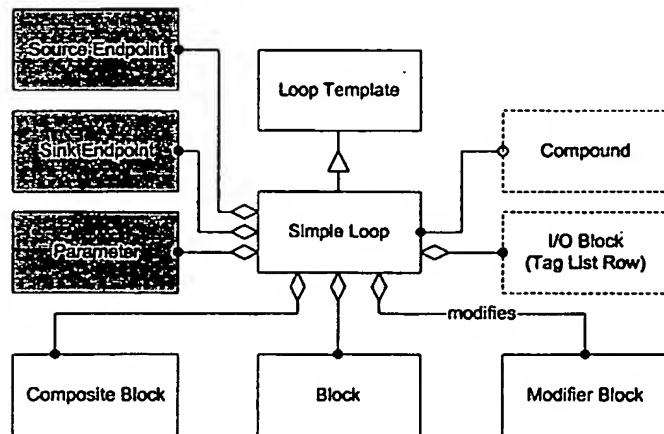 Source Endpoint
Loop Template
Sink Endpoint
Compound
Parameter
Simple Loop
I/O Block
(Tag List Row)
modifies
Composite Block
Block
Modifier Block